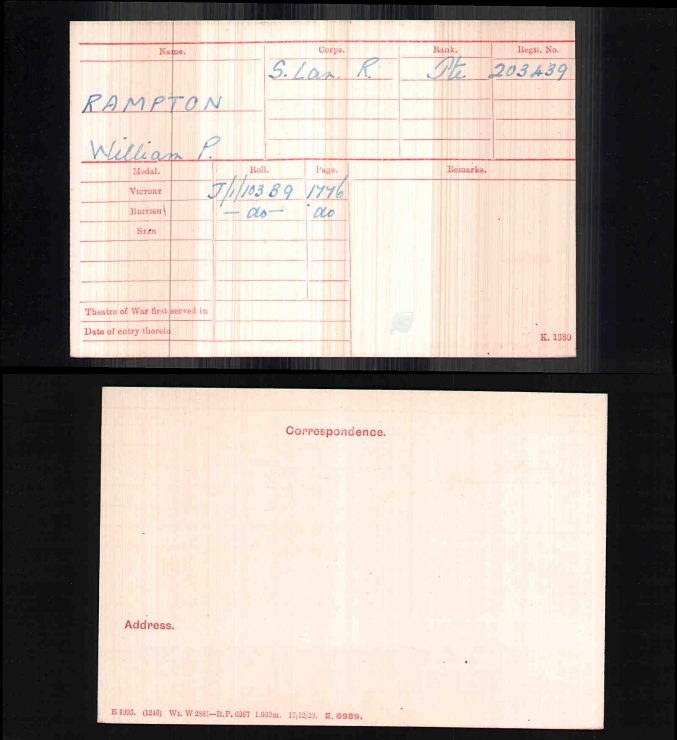 Name. Corps. Rank. Regtl. No.
S. Lan. R. Pte 203439
RAMPTON
William P.
Medal. Roll. Page. Remarks.
VICTORY J/1/103 B9 1776
BRITISH — do — do
STAR
Theatre of War first served in
Date of entry therein
K. 1380
Correspondence.
Address.
(1246) Wt. W 2881—R.P. 6267 1.000m. 17/12/20. K. 6989.